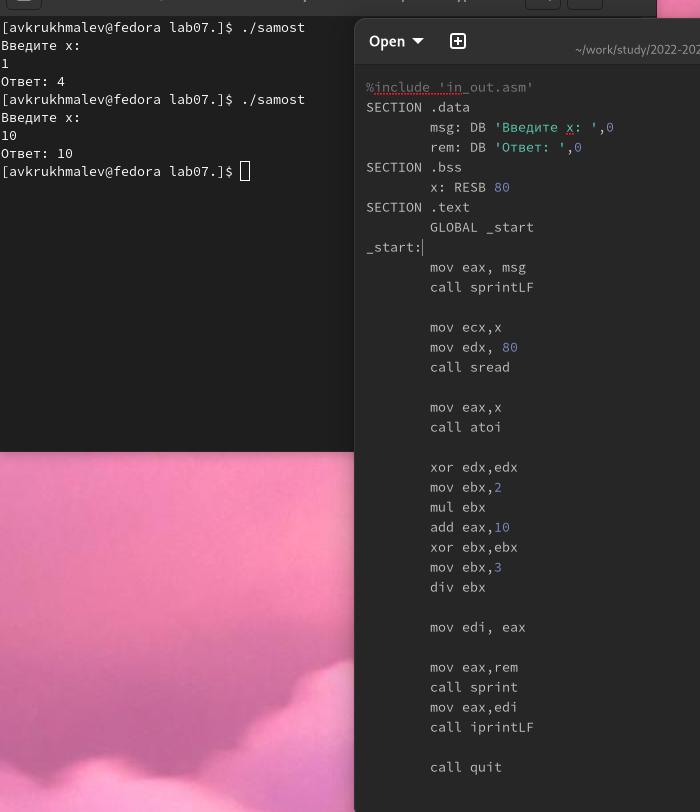 [avkrukhmalev@fedora lab07.]$ ./samost
Введите x:
1
Ответ: 4
[avkrukhmalev@fedora lab07.]$ ./samost
Введите x:
10
Ответ: 10
[avkrukhmalev@fedora lab07.]$
Open
~/work/study/2022-202
%include 'in_out.asm'
SECTION .data
msg: DB 'Введите x: ',0
rem: DB 'Ответ: ',0
SECTION .bss
x: RESB 80
SECTION .text
GLOBAL _start
_start:
mov eax, msg
call sprintLF
mov ecx,x
mov edx, 80
call sread
mov eax,x
call atoi
xor edx,edx
mov ebx,2
mul ebx
add eax,10
xor ebx,ebx
mov ebx,3
div ebx
mov edi, eax
mov eax,rem
call sprint
mov eax,edi
call iprintLF
call quit